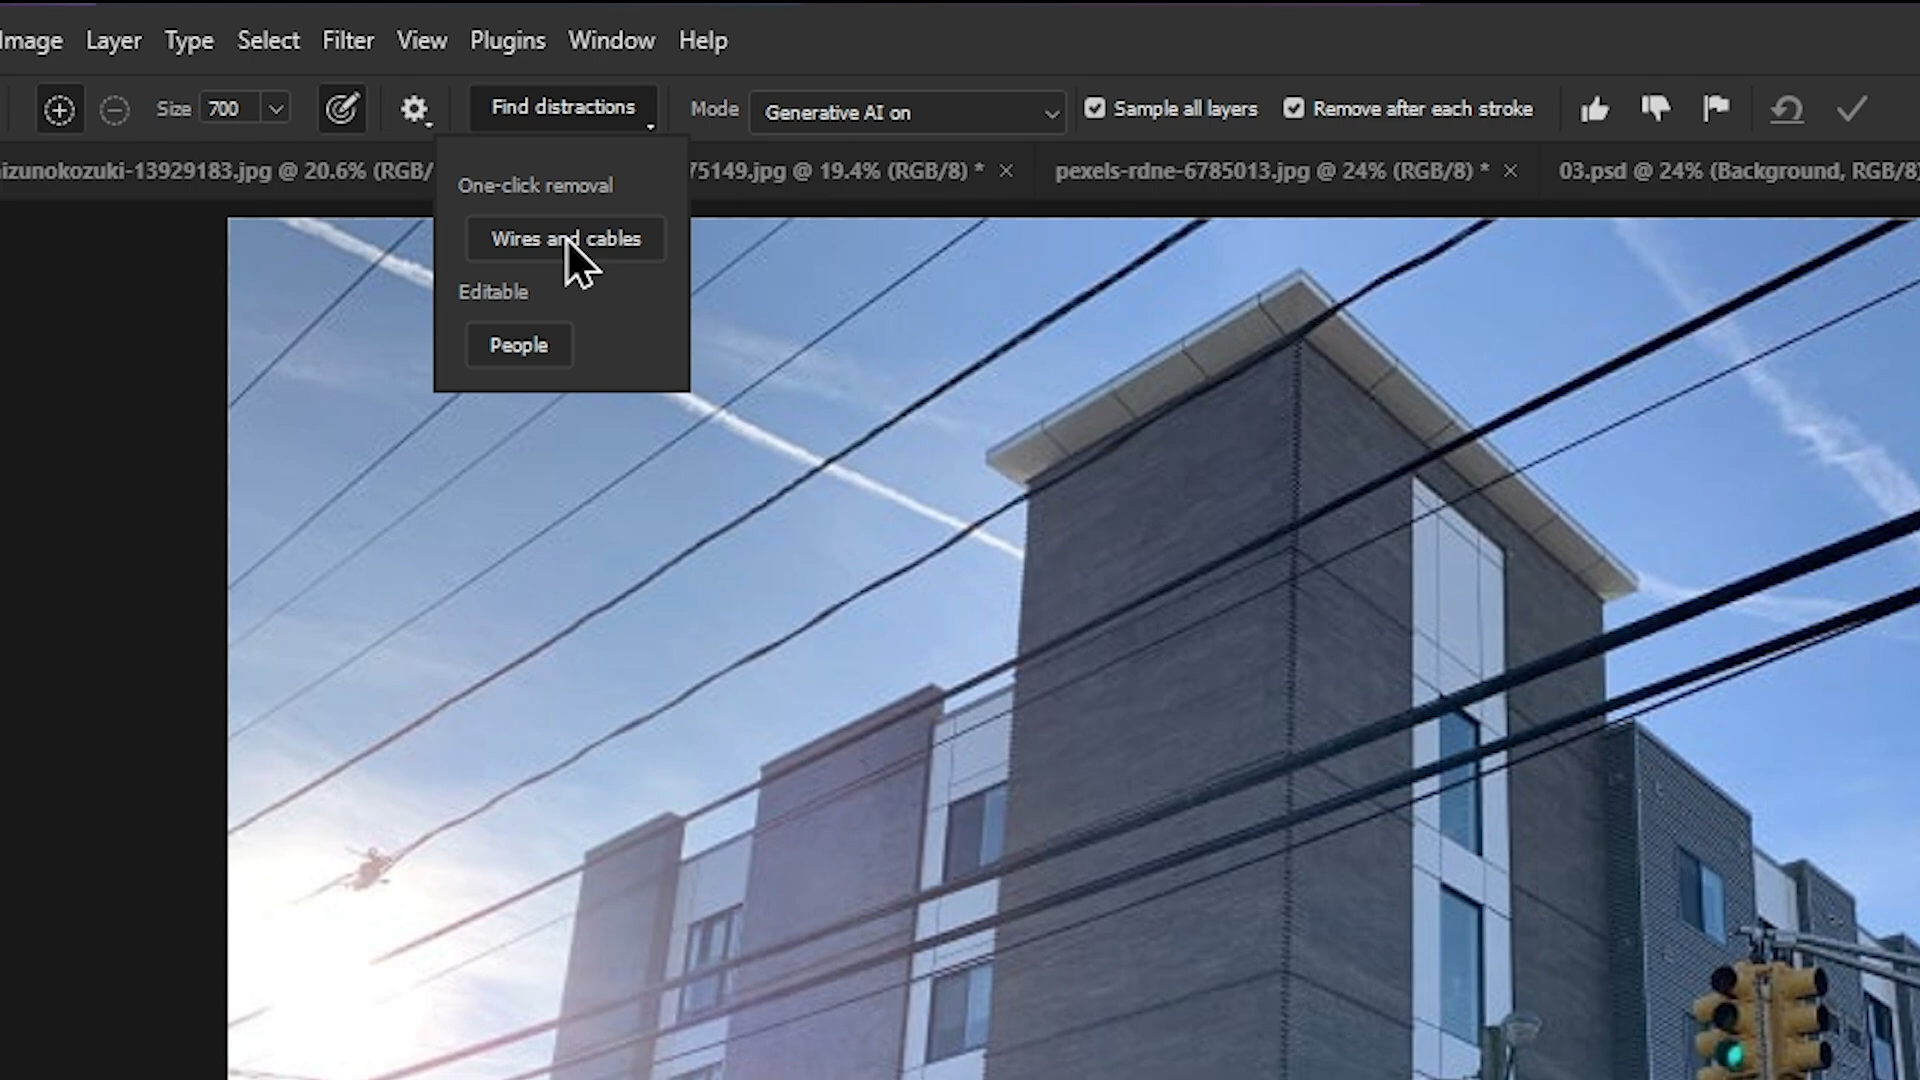 Image Layer Type Select Filter View Plugins Window Help
Size 700 Find distractions Mode Generative AI on Sample all layers Remove after each stroke
izunokozuki-13929183.jpg @ 20.6% (RGB/ 75149.jpg @ 19.4% (RGB/8) * × pexels-rdne-6785013.jpg @ 24% (RGB/8) * × 03.psd @ 24% (Background, RGB/8)
One-click removal
Wires and cables
Editable
People